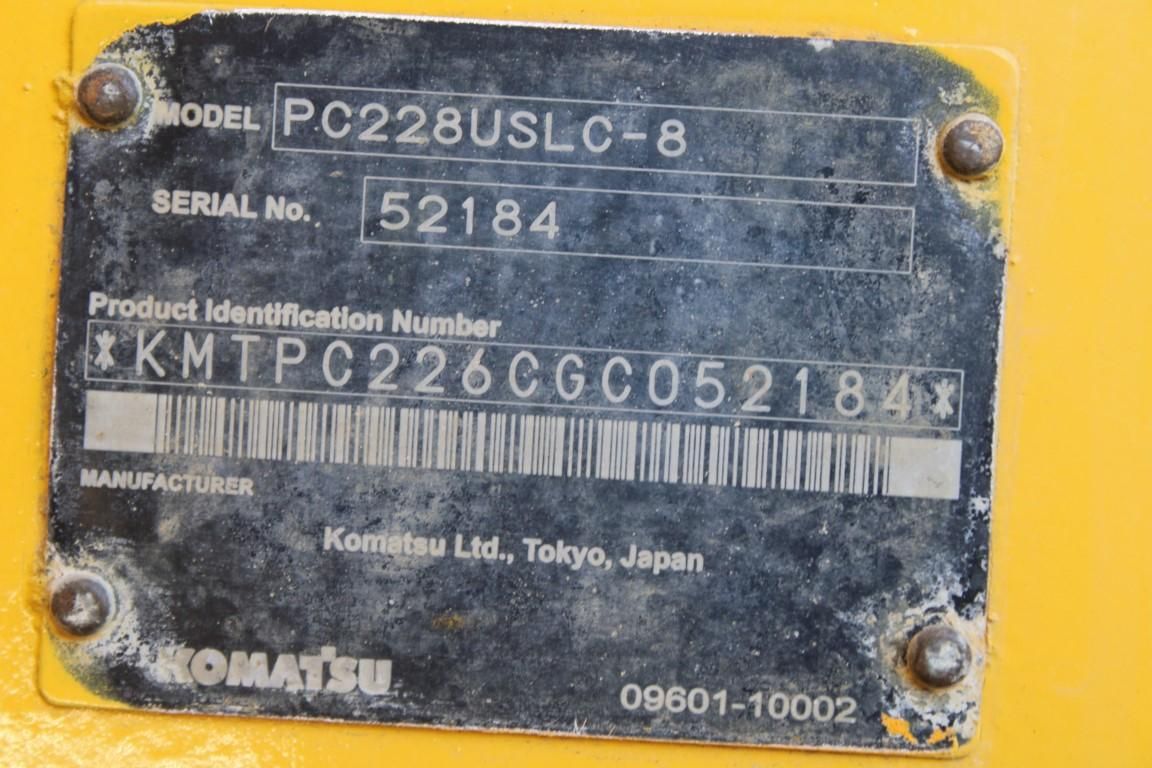 MODEL PC228USLC-8
SERIAL No. 52184
Product Identification Number
*KMTPC226CGC052184*
MANUFACTURER
Komatsu Ltd., Tokyo, Japan
KOMATSU
09601-10002